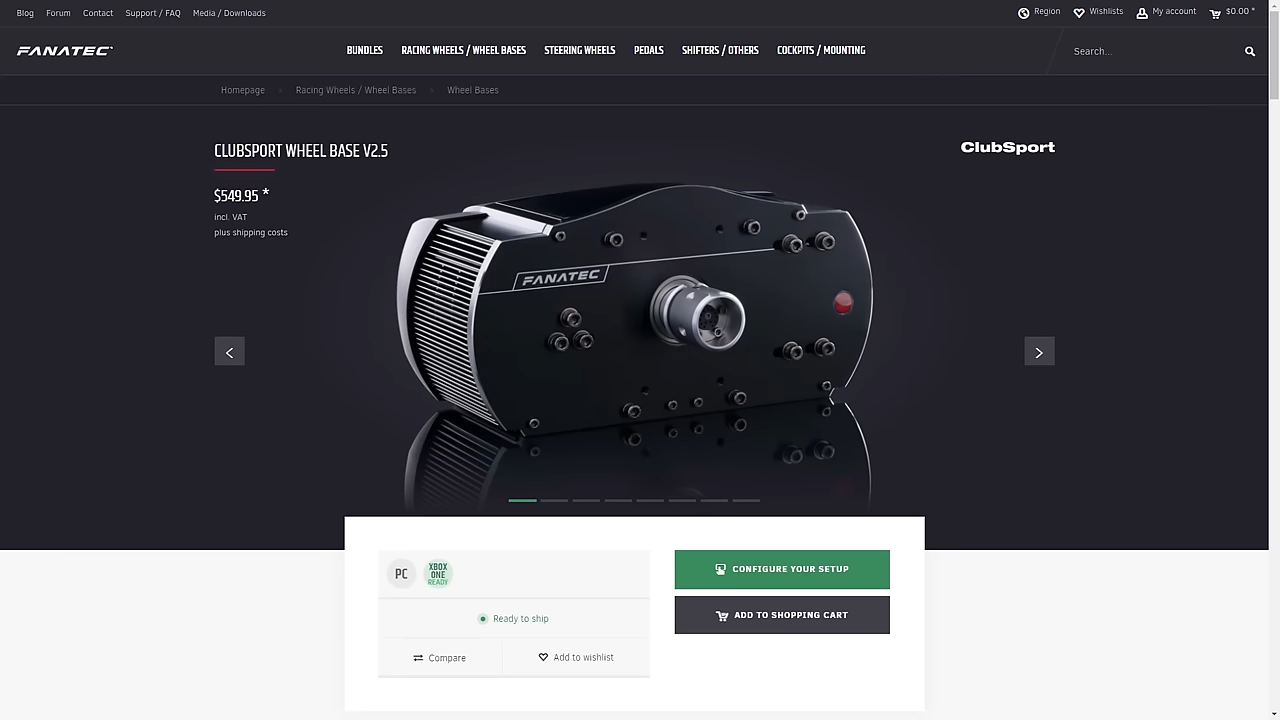 Blog Forum Contact Support / FAQ Media / Downloads Region Wishlists My account $0.00 *
FANATEC BUNDLES RACING WHEELS / WHEEL BASES STEERING WHEELS PEDALS SHIFTERS / OTHERS COCKPITS / MOUNTING Search...
Homepage Racing Wheels / Wheel Bases Wheel Bases
CLUBSPORT WHEEL BASE V2.5
ClubSport
$549.95 *
incl. VAT
plus shipping costs
FANATEC
PC
XBOX
ONE
READY
CONFIGURE YOUR SETUP
Ready to ship
ADD TO SHOPPING CART
Compare Add to wishlist